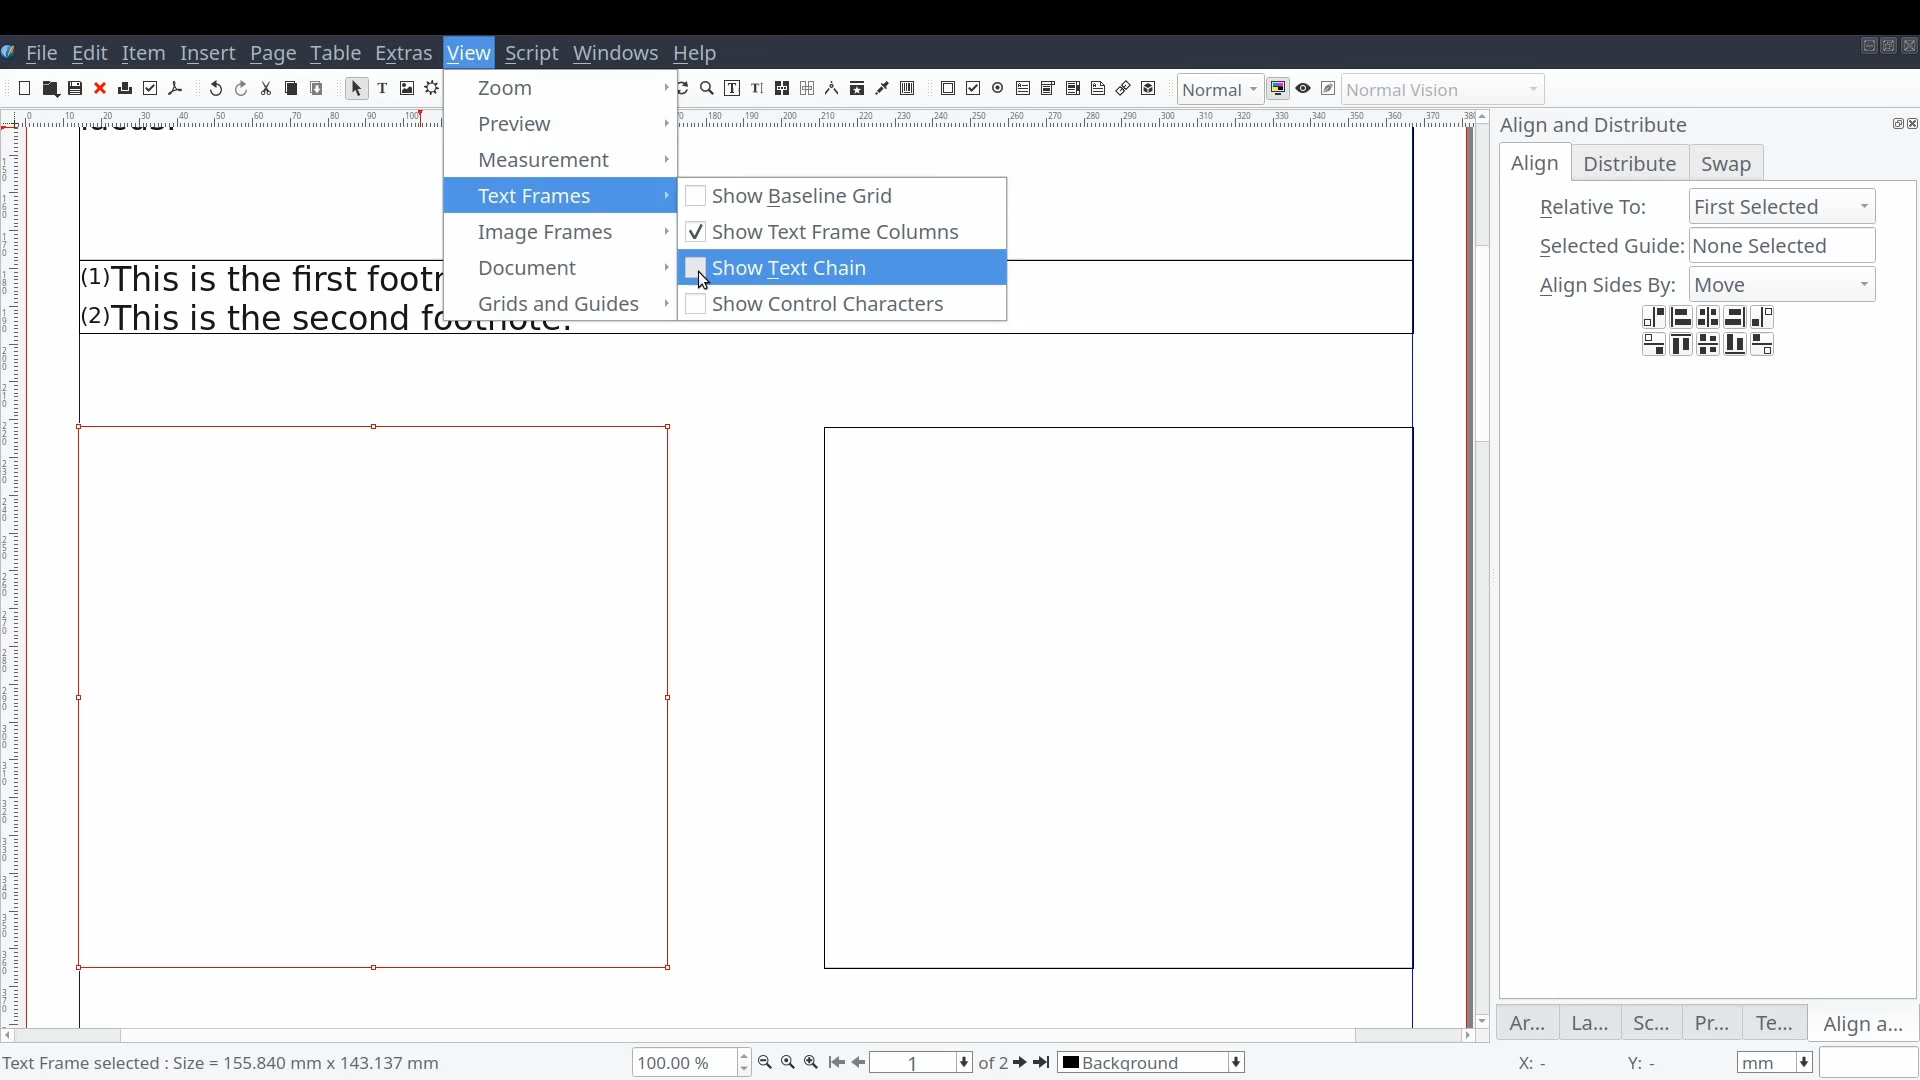 File Edit Item Insert Page Table Extras View Script Windows Help
Zoom
Preview
Measurement
Text Frames
Image Frames
Document
Grids and Guides
Show Baseline Grid
Show Text Frame Columns
Show Text Chain
Show Control Characters
Normal
Normal Vision
(1)This is the first footn
(2)This is the second footnote.
Align and Distribute
Align Distribute Swap
Relative To: First Selected
Selected Guide: None Selected
Align Sides By: Move
Ar... La... Sc... Pr... Te... Align a...
Text Frame selected : Size = 155.840 mm x 143.137 mm
100.00 %
1 of 2
Background
X: - Y: -
mm